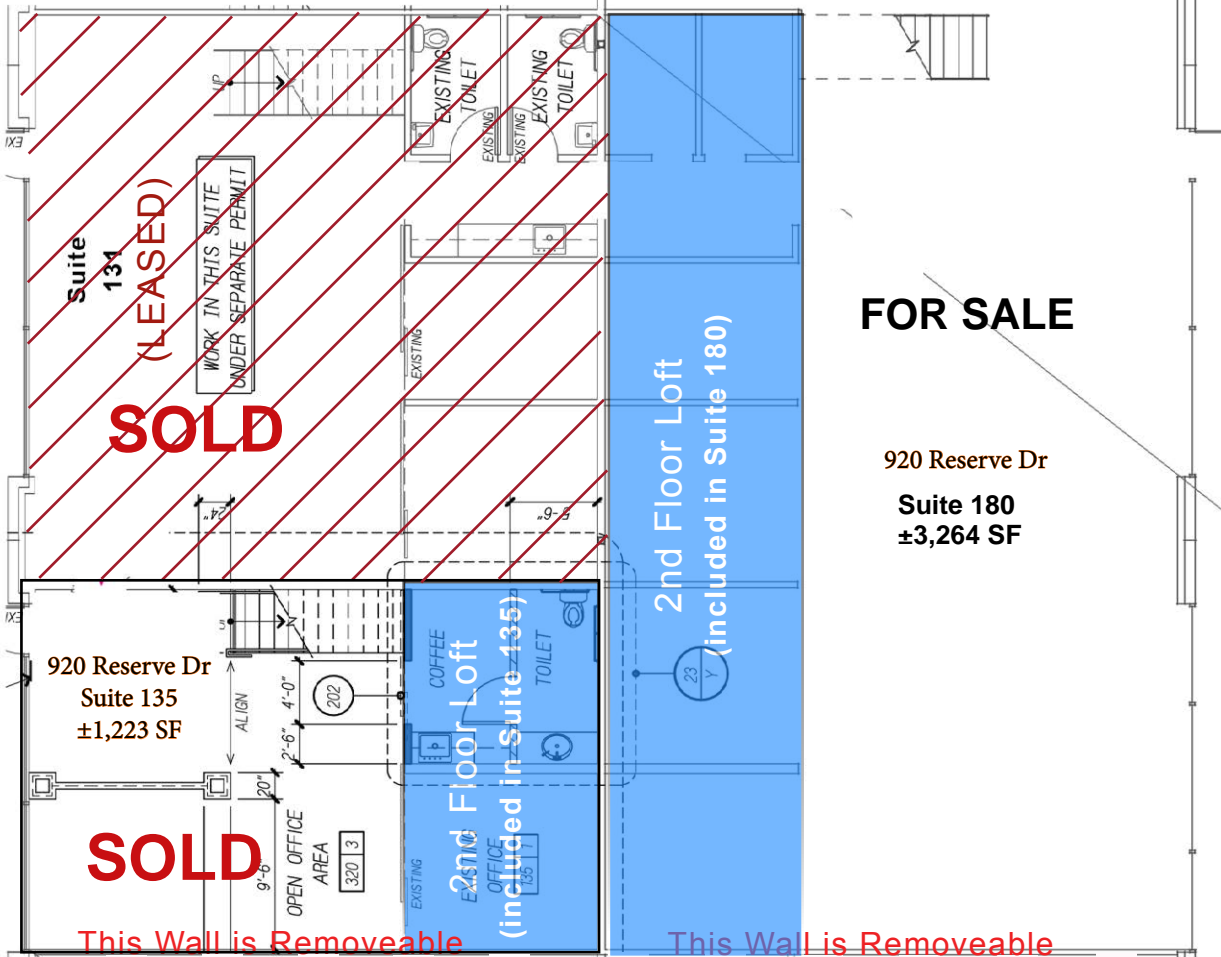 UP
EXISTING
TOILET
EXISTING
TOILET
EXISTING
EXISTING
Suite
131
(LEASED)
WORK IN THIS SUITE
UNDER SEPARATE PERMIT
EXISTING
SOLD
2nd Floor Loft
(included in Suite 180)
FOR SALE
920 Reserve Dr
Suite 180
±3,264 SF
24"
5'-6"
920 Reserve Dr
Suite 135
±1,223 SF
ALIGN
4'-0"
2'-6"
202
COFFEE
TOILET
23
Y
2nd Floor Loft
(included in Suite 135)
20"
9'-6"
SOLD
OPEN OFFICE
AREA
320 3
EXISTING
EXISTING
OFFICE
135 1
This Wall is Removeable
This Wall is Removeable